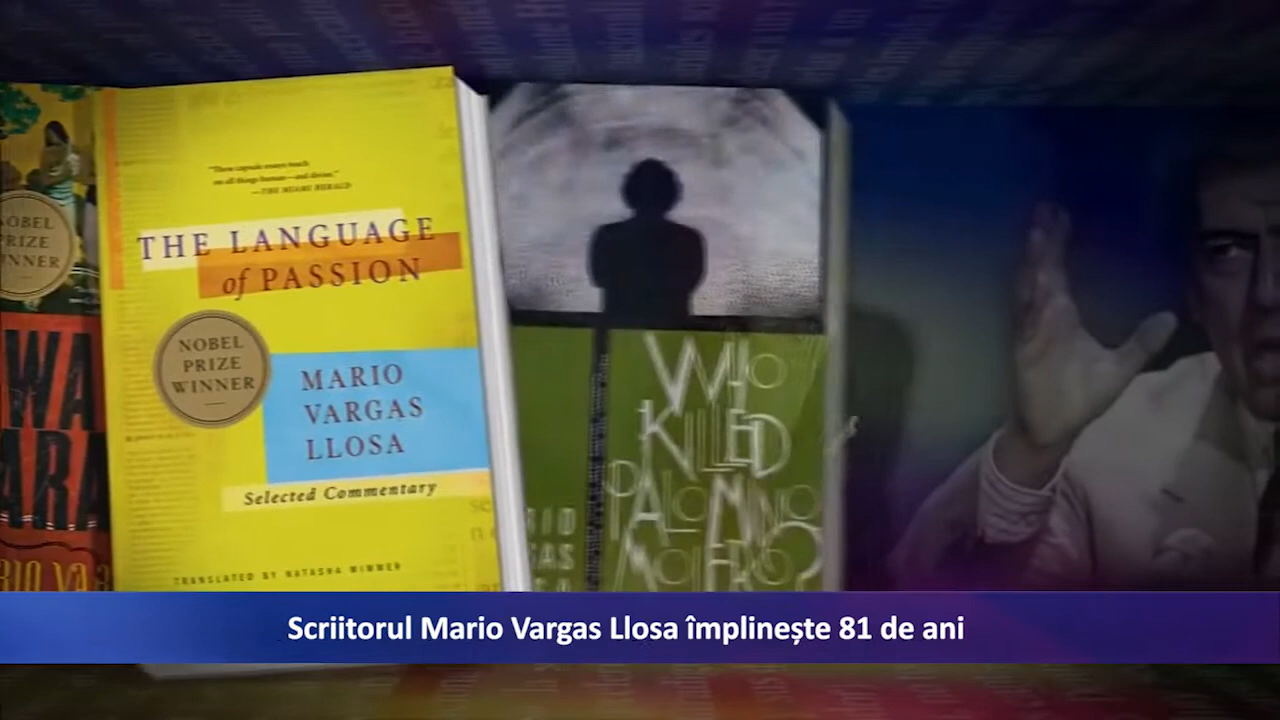 NOBEL
PRIZE
WINNER
WA
ARA
"These capsule essays touch
on all things human—and divine."
—THE MIAMI HERALD
THE LANGUAGE
of PASSION
NOBEL
PRIZE
WINNER
MARIO
VARGAS
LLOSA
Selected Commentary
TRANSLATED BY NATASHA WIMMER
WHO
KILLED
PALOMINO
MOLERO?
Scriitorul Mario Vargas Llosa împlinește 81 de ani